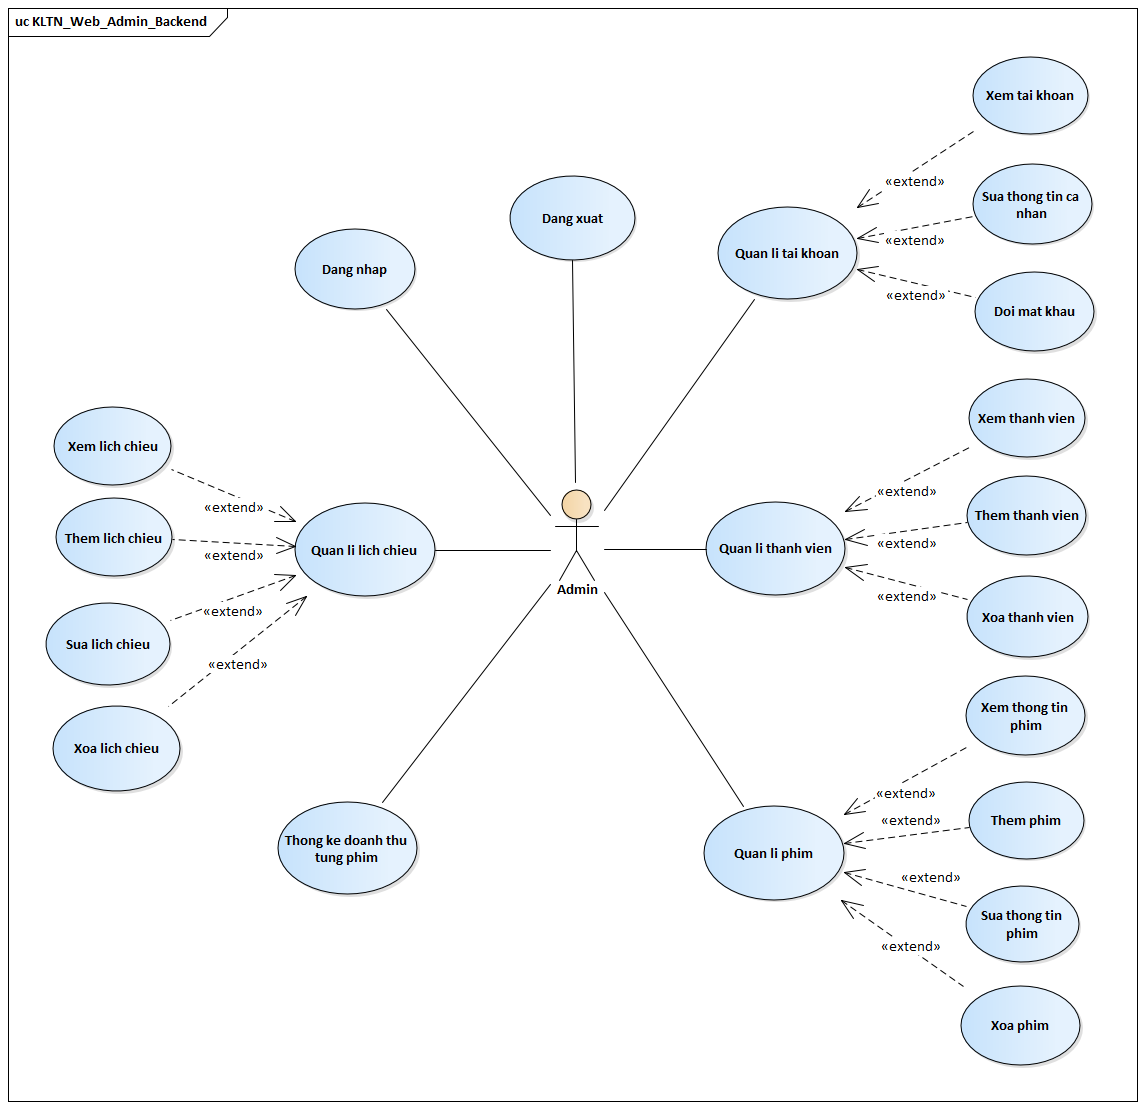 uc KLTN_Web_Admin_Backend
Xem tai khoan
«extend»
Sua thong tin ca
nhan
«extend»
Doi mat khau
«extend»
Dang xuat
Dang nhap
Quan li tai khoan
Xem lich chieu
«extend»
Them lich chieu
«extend»
Sua lich chieu
«extend»
Xoa lich chieu
«extend»
Quan li lich chieu
Admin
Xem thanh vien
«extend»
Them thanh vien
«extend»
Xoa thanh vien
«extend»
Quan li thanh vien
Thong ke doanh thu
tung phim
Quan li phim
Xem thong tin
phim
«extend»
Them phim
«extend»
Sua thong tin
phim
«extend»
Xoa phim
«extend»